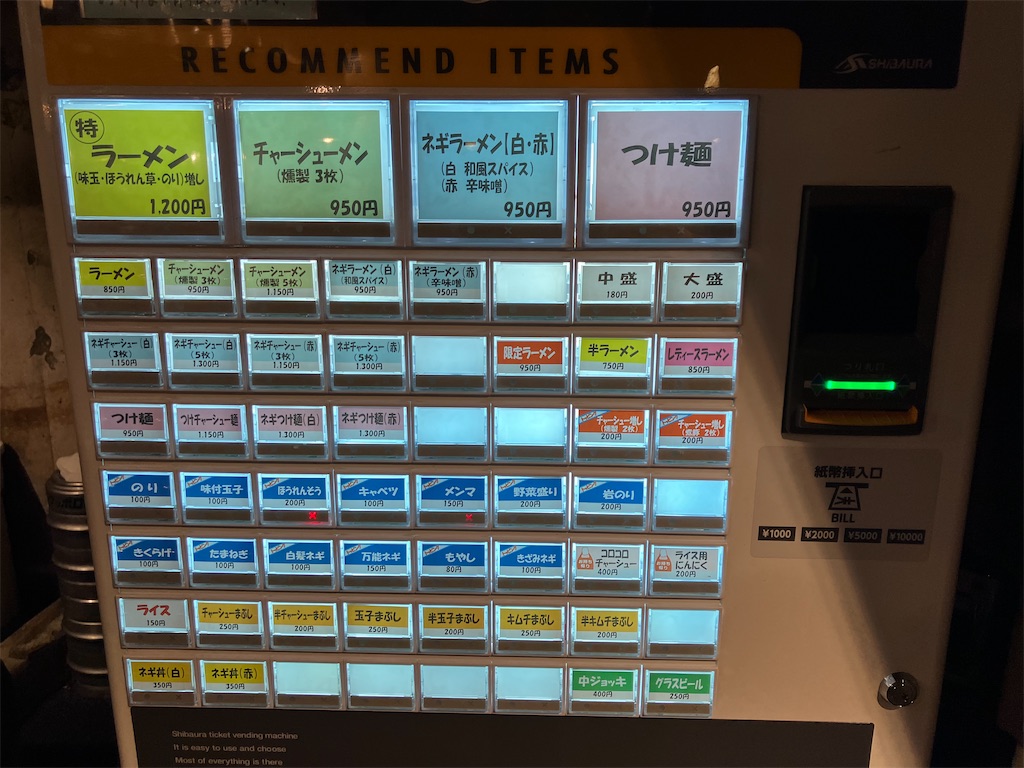 RECOMMEND ITEMS
SHIBAURA
特
ラーメン
(味玉・ほうれん草・のり)増し
1.200円
チャーシューメン
(燻製 3枚)
950円
ネギラーメン【白・赤】
(白 和風スパイス)
(赤 辛味噌)
950円
つけ麺
950円
ラーメン
850円
チャーシューメン
(燻製 3枚)
950円
チャーシューメン
(燻製 5枚)
1.150円
ネギラーメン(白)
(和風スパイス)
950円
ネギラーメン(赤)
(辛味噌)
950円
中盛
180円
大盛
200円
ネギチャーシュー(白)
(3枚)
1.150円
ネギチャーシュー(白)
(5枚)
1.300円
ネギチャーシュー(赤)
(3枚)
1.150円
ネギチャーシュー(赤)
(5枚)
1.300円
限定ラーメン
950円
半ラーメン
750円
レディースラーメン
850円
つけ麺
950円
つけチャーシュー麺
1.150円
ネギつけ麺(白)
1.300円
ネギつけ麺(赤)
1.300円
チャーシュー増し
(燻製 2枚)
200円
チャーシュー増し
200円
のり
100円
味付玉子
100円
ほうれんそう
200円
キャベツ
100円
メンマ
150円
野菜盛り
200円
岩のり
200円
きくらげ
100円
たまねぎ
100円
白髪ネギ
100円
万能ネギ
150円
もやし
80円
きざみネギ
100円
コロコロ
チャーシュー
400円
ライス用
にんにく
200円
ライス
150円
チャーシューまぶし
250円
半チャーシューまぶし
200円
玉子まぶし
250円
半玉子まぶし
200円
キムチまぶし
250円
半キムチまぶし
200円
ネギ丼(白)
350円
ネギ丼(赤)
350円
中ジョッキ
400円
グラスビール
250円
紙幣挿入口
BILL
¥1000 ¥2000 ¥5000 ¥10000
Shibaura ticket vending machine
It is easy to use and choose
Most of everything is there